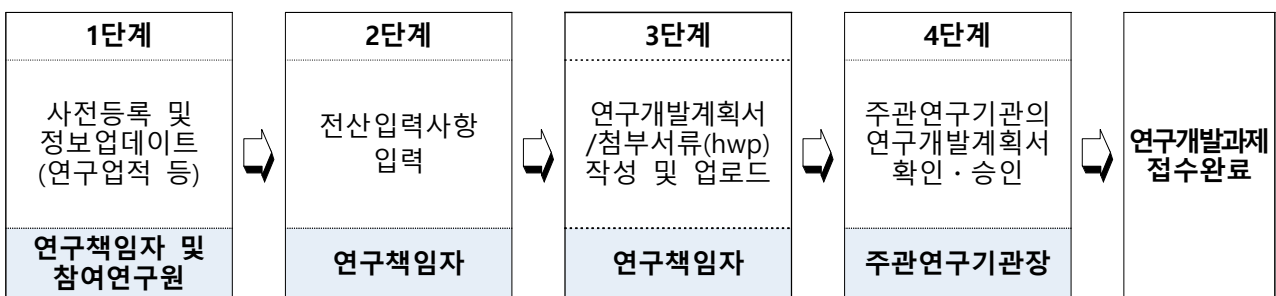 1단계
사전등록 및
정보업데이트
(연구업적 등)
연구책임자 및
참여연구원
2단계
전산입력사항
입력
연구책임자
3단계
연구개발계획서
/첨부서류(hwp)
작성 및 업로드
연구책임자
4단계
주관연구기관의
연구개발계획서
확인・승인
주관연구기관장
연구개발과제
접수완료